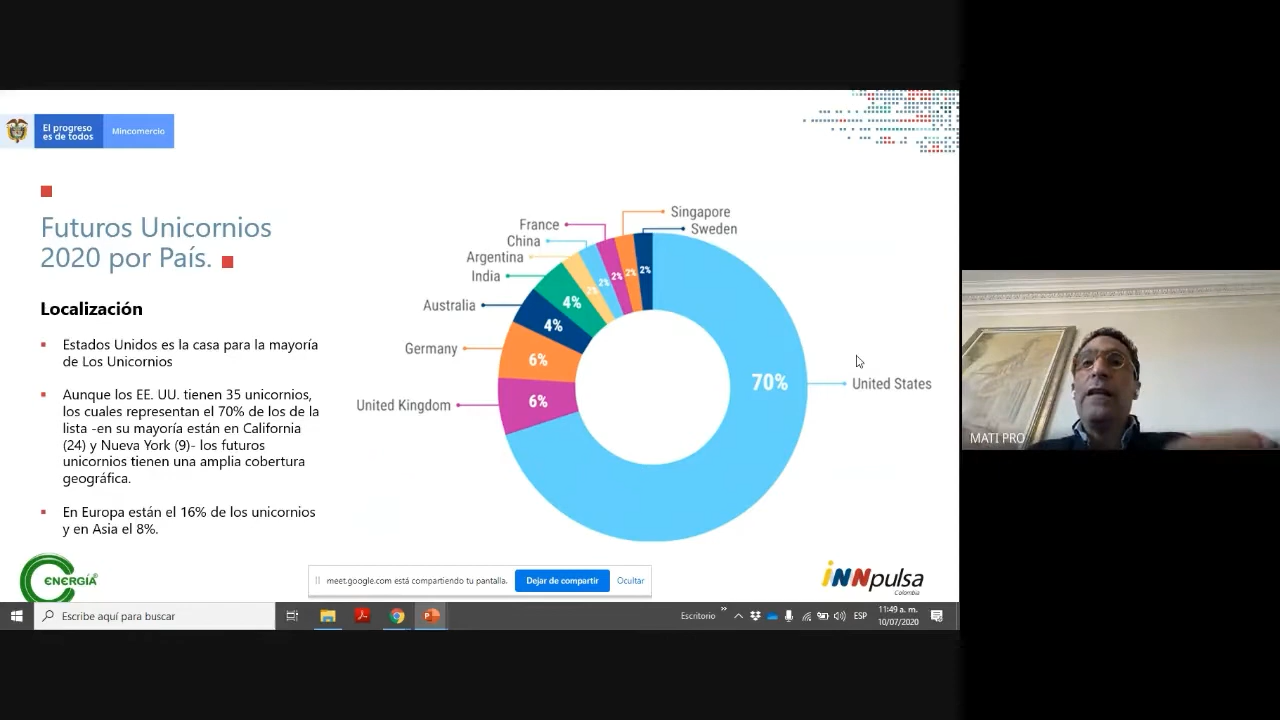 El progreso
es de todos
Mincomercio
Futuros Unicornios
2020 por País.
Localización
Estados Unidos es la casa para la mayoría
de Los Unicornios
Aunque los EE. UU. tienen 35 unicornios,
los cuales representan el 70% de los de la
lista -en su mayoría están en California
(24) y Nueva York (9)- los futuros
unicornios tienen una amplia cobertura
geográfica.
En Europa están el 16% de los unicornios
y en Asia el 8%.
Singapore
France
Sweden
China
Argentina
India
Australia
Germany
United Kingdom
United States
2%
2%
2%
2%
2%
4%
4%
6%
6%
70%
MATI PRO
CENERGÍA
iNNpulsa
Colombia
meet.google.com está compartiendo tu pantalla.
Dejar de compartir
Ocultar
Escribe aquí para buscar
Escritorio
ESP
11:49 a. m.
10/07/2020